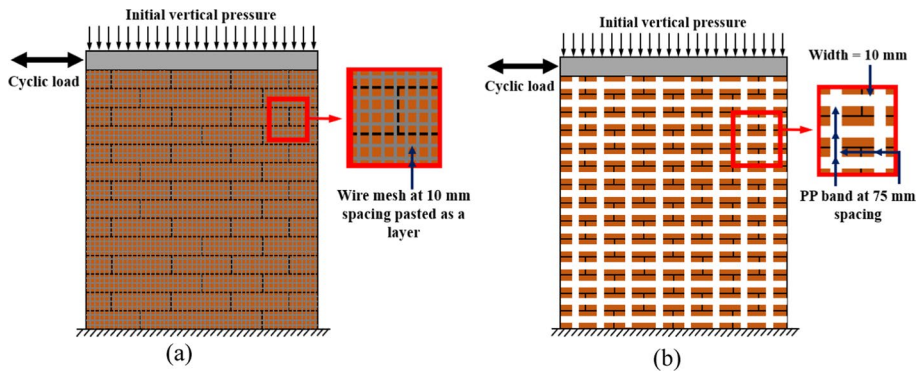 Initial vertical pressure
Cyclic load
Wire mesh at 10 mm
spacing pasted as a
layer
(a)
Initial vertical pressure
Width = 10 mm
Cyclic load
PP band at 75 mm
spacing
(b)